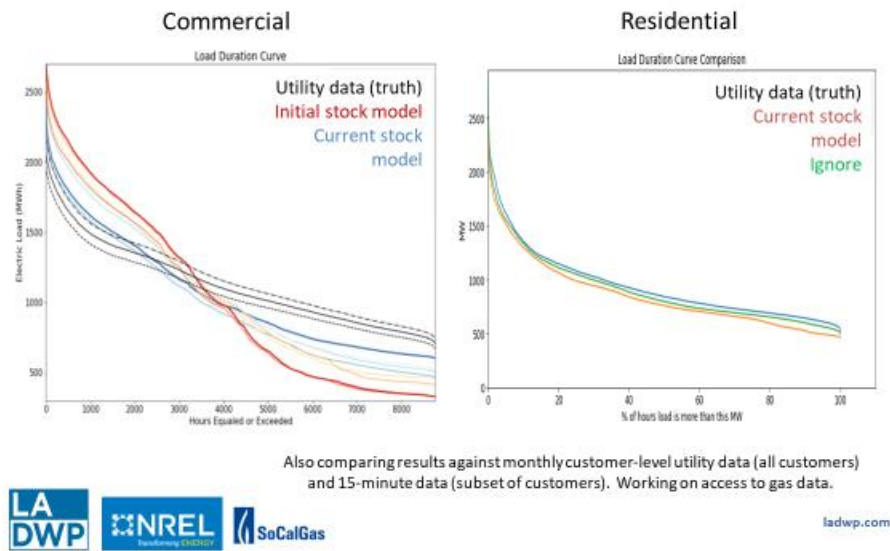 Commercial
Residential
Load Duration Curve
Load Duration Curve Comparison
Utility data (truth)
Initial stock model
Current stock
model
Utility data (truth)
Current stock
model
Ignore
Electric Load (MWh)
2500
2000
1500
1000
500
0
1000
2000
3000
4000
5000
6000
7000
8000
Hours Equaled or Exceeded
MW
2500
2000
1500
1000
500
0
0
20
40
60
80
100
% of hours load is more than this MW
Also comparing results against monthly customer-level utility data (all customers)
and 15-minute data (subset of customers). Working on access to gas data.
LA
DWP
NREL
Transforming ENERGY
SoCalGas
ladwp.com